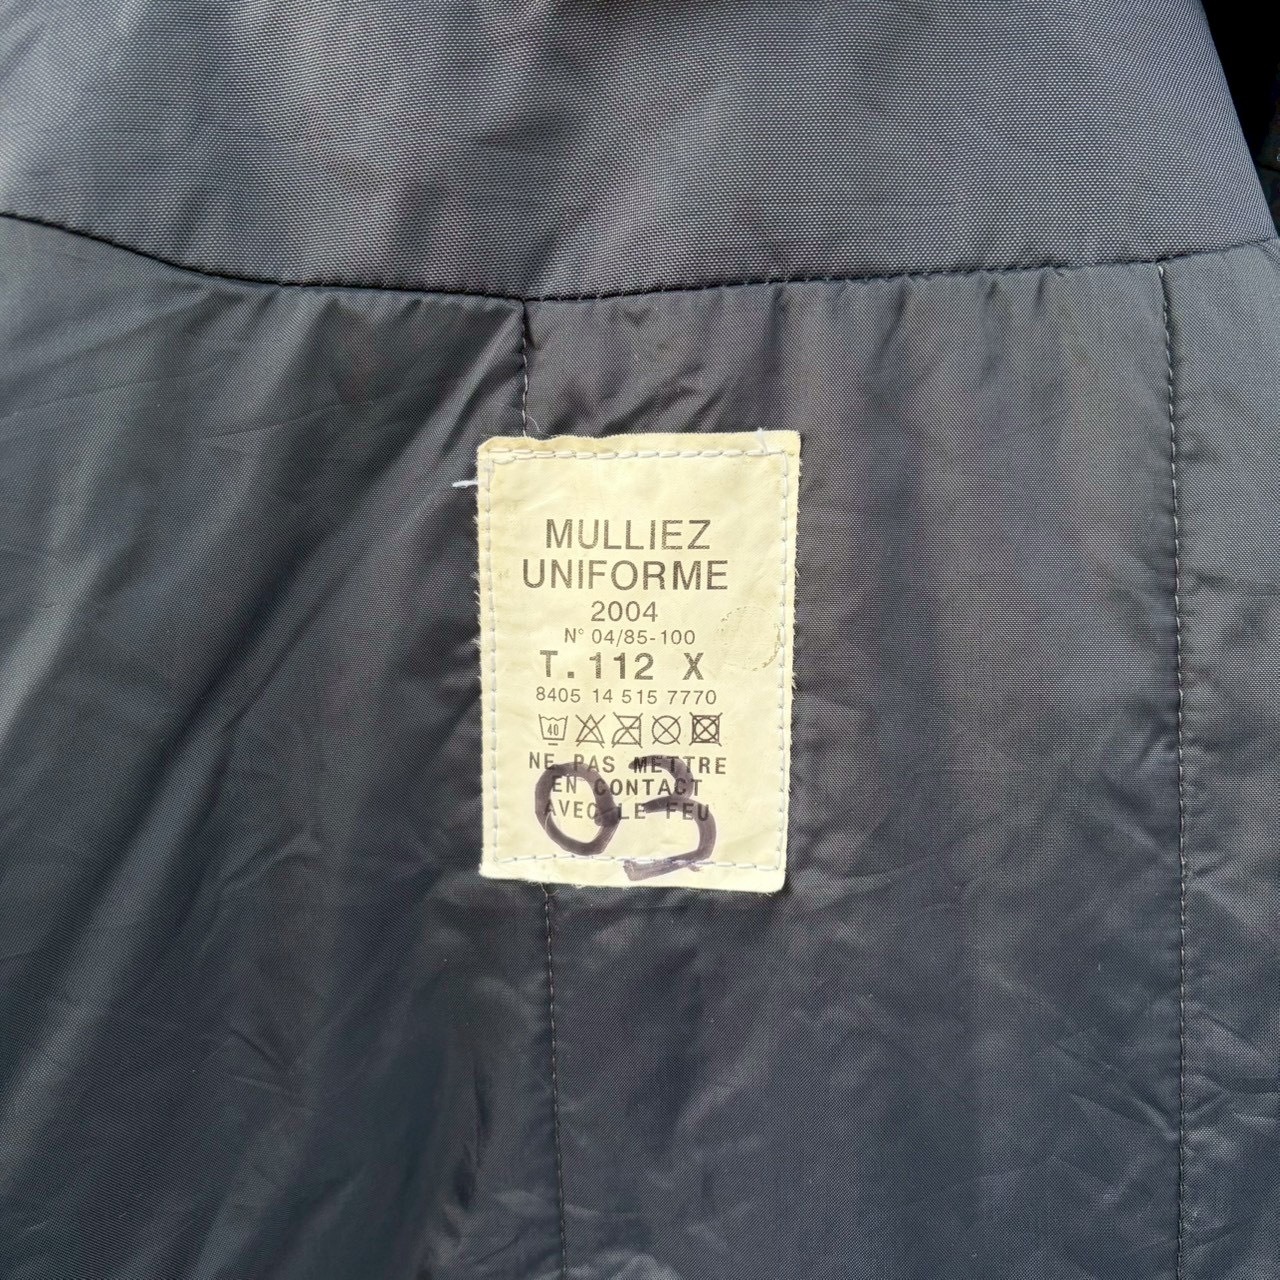 MULLIEZ
UNIFORME
2004
N° 04/85-100
T. 112 X
8405 14 515 7770
40
NE PAS METTRE
EN CONTACT
AVEC LE FEU
03